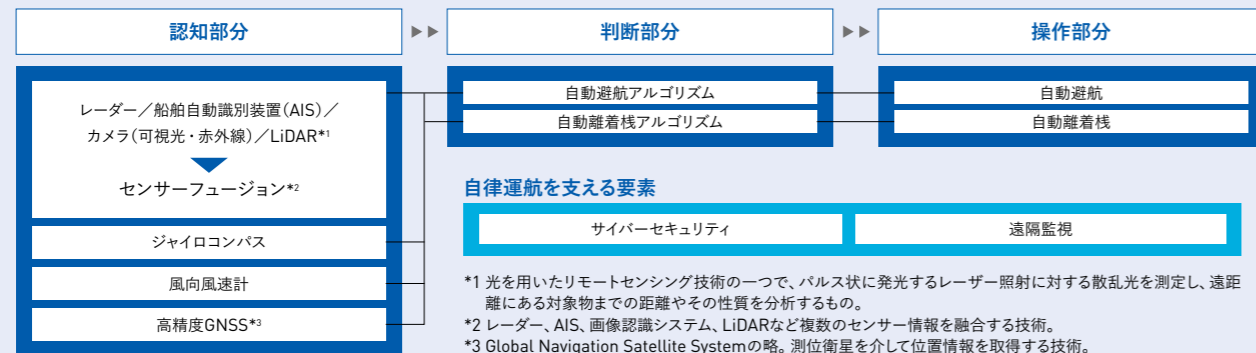 認知部分
▶▶
判断部分
▶▶
操作部分
レーダー／船舶自動識別装置(AIS)／
カメラ(可視光・赤外線)／LiDAR*1
センサーフュージョン*2
ジャイロコンパス
風向風速計
高精度GNSS*3
自動避航アルゴリズム
自動離着桟アルゴリズム
自動避航
自動離着桟
自律運航を支える要素
サイバーセキュリティ
遠隔監視
*1 光を用いたリモートセンシング技術の一つで、パルス状に発光するレーザー照射に対する散乱光を測定し、遠距
離にある対象物までの距離やその性質を分析するもの。
*2 レーダー、AIS、画像認識システム、LiDARなど複数のセンサー情報を融合する技術。
*3 Global Navigation Satellite Systemの略。測位衛星を介して位置情報を取得する技術。